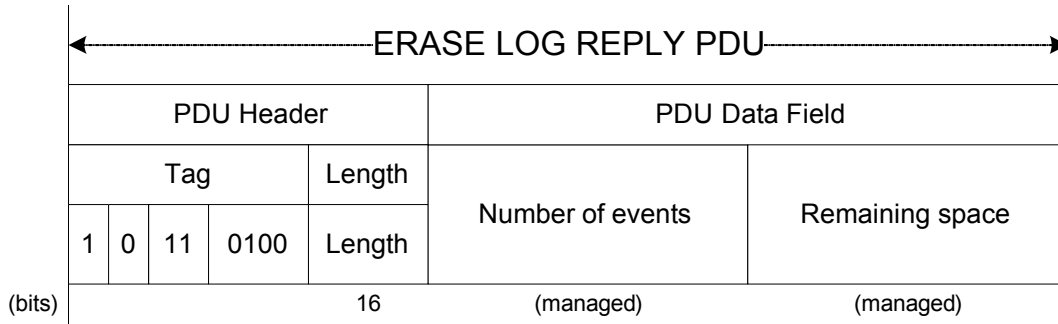 ERASE LOG REPLY PDU
PDU Header PDU Data Field
Tag Length
Number of events Remaining space
1 0 11 0100 Length
(bits) 16 (managed) (managed)